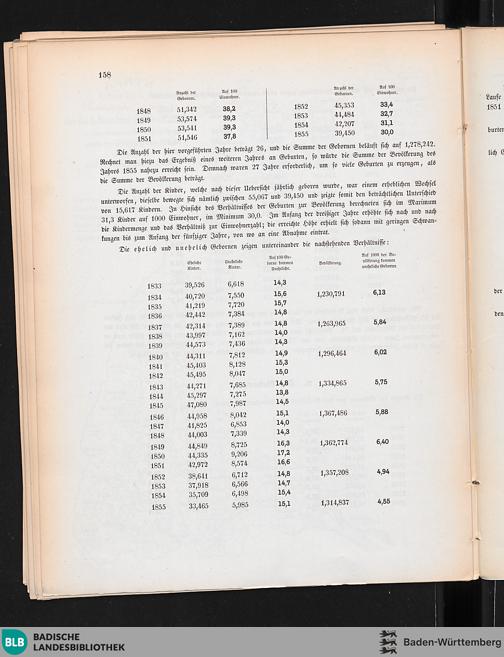 158
Anzahl der Geborenen. Auf 100 Einwohner. Anzahl der Geborenen. Auf 100 Einwohner.
1848 51,342 38,2 1852 45,353 33,4
1849 53,574 39,3 1853 44,484 32,7
1850 53,541 39,3 1854 42,207 31,1
1851 51,546 37,8 1855 39,450 30,0
Die Anzahl der hier vorgeführten Jahre beträgt 26, und die Summe der Gebornen beläuft sich auf 1,278,242.
Rechnet man hiezu das Ergebniß eines weiteren Jahres an Geburten, so würde die Summe der Bevölkerung des
Jahres 1855 nahezu erreicht sein. Demnach waren 27 Jahre erforderlich, um so viele Geburten zu erzeugen, als
die Summe der Bevölkerung beträgt.
Die Anzahl der Kinder, welche nach dieser Uebersicht jährlich geboren wurde, war einem erheblichen Wechsel
unterworfen, dieselbe bewegte sich nämlich zwischen 55,067 und 39,450 und zeigte somit den beträchtlichen Unterschied
von 15,617 Kindern. In Hinsicht des Verhältnisses der Geburten zur Bevölkerung berechneten sich im Maximum
Kinder auf 1000 Einwohner, im Minimum 30,0. Im Anfang der dreißiger Jahre erhöhte sich nach und nach
die Kindermenge und das Verhältniß zur Einwohnerzahl; die erreichte Höhe erhielt sich sodann mit geringen Schwan-
kungen bis zum Anfang der fünfziger Jahre, von wo an eine Abnahme eintrat.
Die ehelich und unehelich Gebornen zeigen untereinander die nachstehenden Verhältnisse:
Eheliche Kinder. Uneheliche Kinder. Auf 100 Ge- borne kommen Uneheliche. Bevölkerung. Auf 1000 der Be- völkerung kommen uneheliche Geborne
1833 39,526 6,618 14,3
1834 40,720 7,550 15,6 1,230,791 6,13
1835 41,219 7,720 15,7
1836 42,442 7,384 14,8
1837 42,314 7,389 14,8 1,263,965 5,84
1838 43,997 7,162 14,0
1839 44,573 7,436 14,3
1840 44,311 7,812 14,9 1,296,464 6,02
1841 45,403 8,128 15,3
1842 45,495 8,047 15,0
1843 44,271 7,685 14,8 1,334,865 5,75
1844 45,297 7,275 13,8
1845 47,080 7,987 14,5
1846 44,958 8,042 15,1 1,367,486 5,88
1847 41,825 6,853 14,0
1848 44,003 7,339 14,3
1849 44,849 8,725 16,3 1,362,774 6,40
1850 44,335 9,206 17,2
1851 42,972 8,574 16,6
1852 38,641 6,712 14,8 1,357,208 4,94
1853 37,918 6,566 14,7
1854 35,709 6,498 15,4
1855 33,465 5,985 15,1 1,314,837 4,55
Laufe
1851
lich
der
den
BLB BADISCHE
LANDESBIBLIOTHEK
Baden-Württemberg